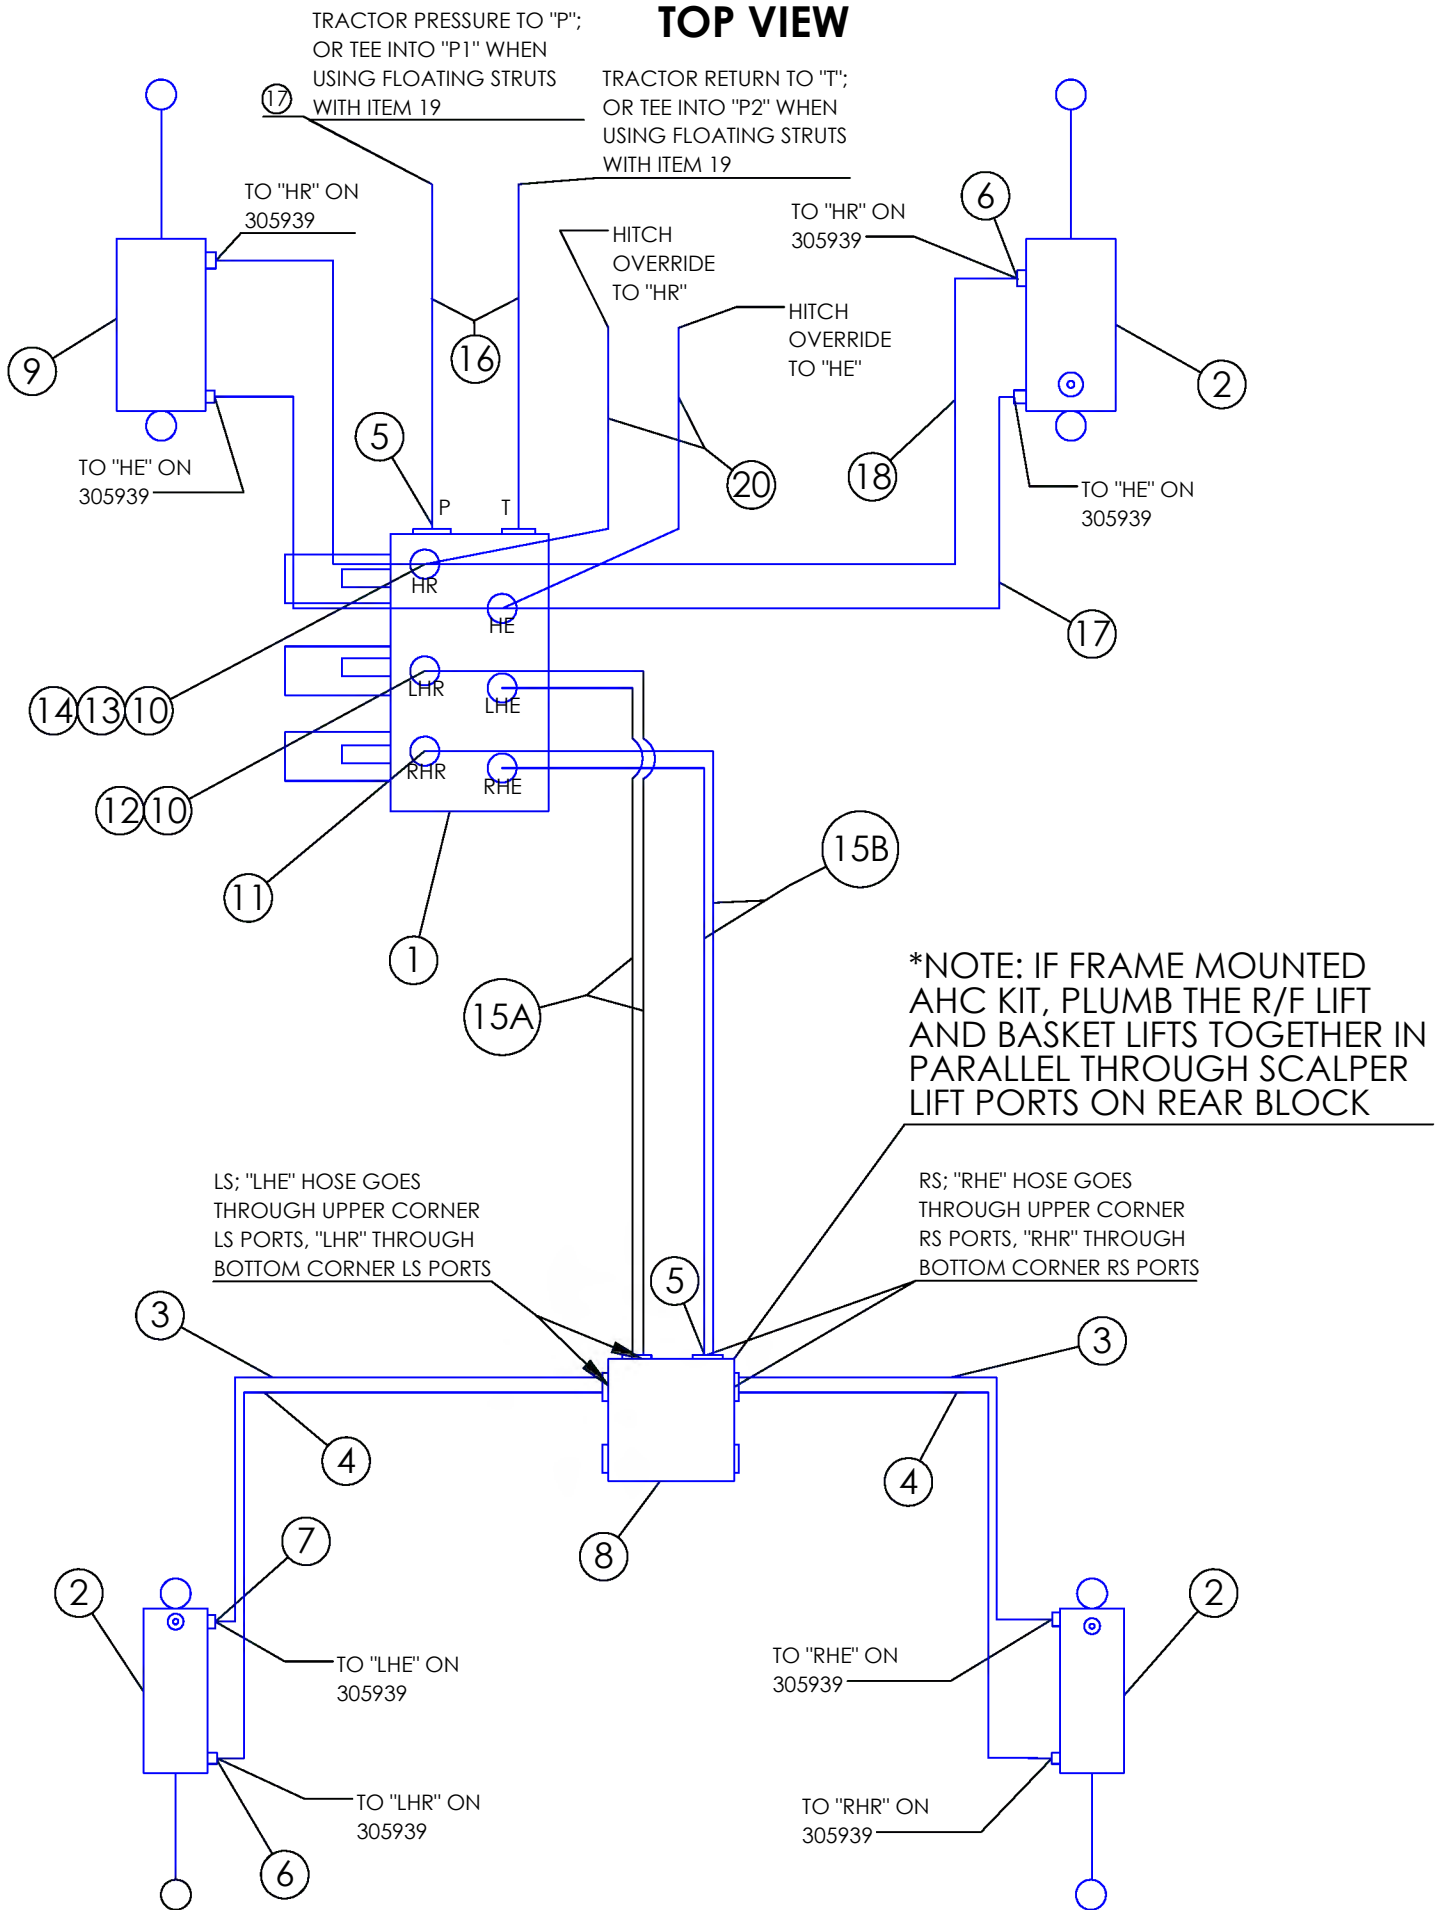 TOP VIEW
TRACTOR PRESSURE TO "P";
OR TEE INTO "P1" WHEN
USING FLOATING STRUTS
WITH ITEM 19
17
TRACTOR RETURN TO "T";
OR TEE INTO "P2" WHEN
USING FLOATING STRUTS
WITH ITEM 19
TO "HR" ON
305939
HITCH
OVERRIDE
TO "HR"
TO "HR" ON
305939
6
HITCH
OVERRIDE
TO "HE"
9
16
2
5
TO "HE" ON
305939
20
18
TO "HE" ON
305939
P
T
HR
HE
17
LHR
LHE
14
13
10
RHR
RHE
12
10
15B
11
1
15A
*NOTE: IF FRAME MOUNTED
AHC KIT, PLUMB THE R/F LIFT
AND BASKET LIFTS TOGETHER IN
PARALLEL THROUGH SCALPER
LIFT PORTS ON REAR BLOCK
LS; "LHE" HOSE GOES
THROUGH UPPER CORNER
LS PORTS, "LHR" THROUGH
BOTTOM CORNER LS PORTS
RS; "RHE" HOSE GOES
THROUGH UPPER CORNER
RS PORTS, "RHR" THROUGH
BOTTOM CORNER RS PORTS
5
3
3
4
4
7
8
2
2
TO "LHE" ON
305939
TO "RHE" ON
305939
TO "LHR" ON
305939
TO "RHR" ON
305939
6